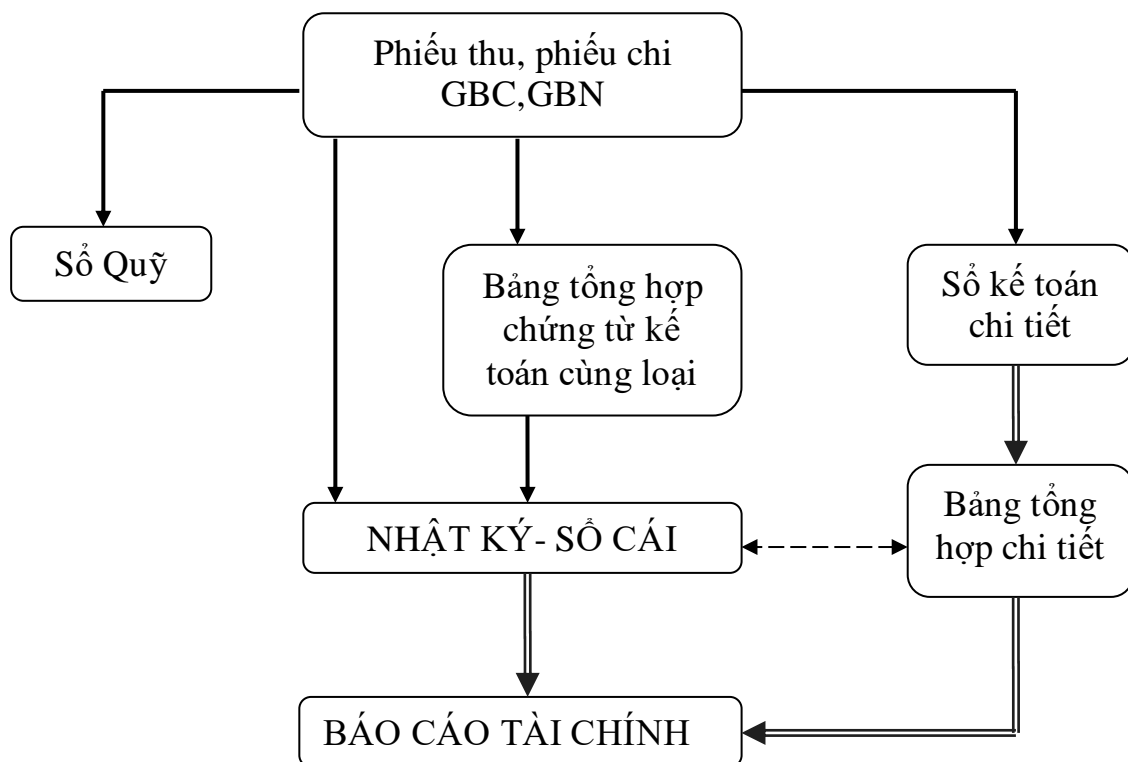 Phiếu thu, phiếu chi
GBC,GBN
Sổ Quỹ
Bảng tổng hợp
chứng từ kế
toán cùng loại
Sổ kế toán
chi tiết
NHẬT KÝ- SỔ CÁI
Bảng tổng
hợp chi tiết
BÁO CÁO TÀI CHÍNH